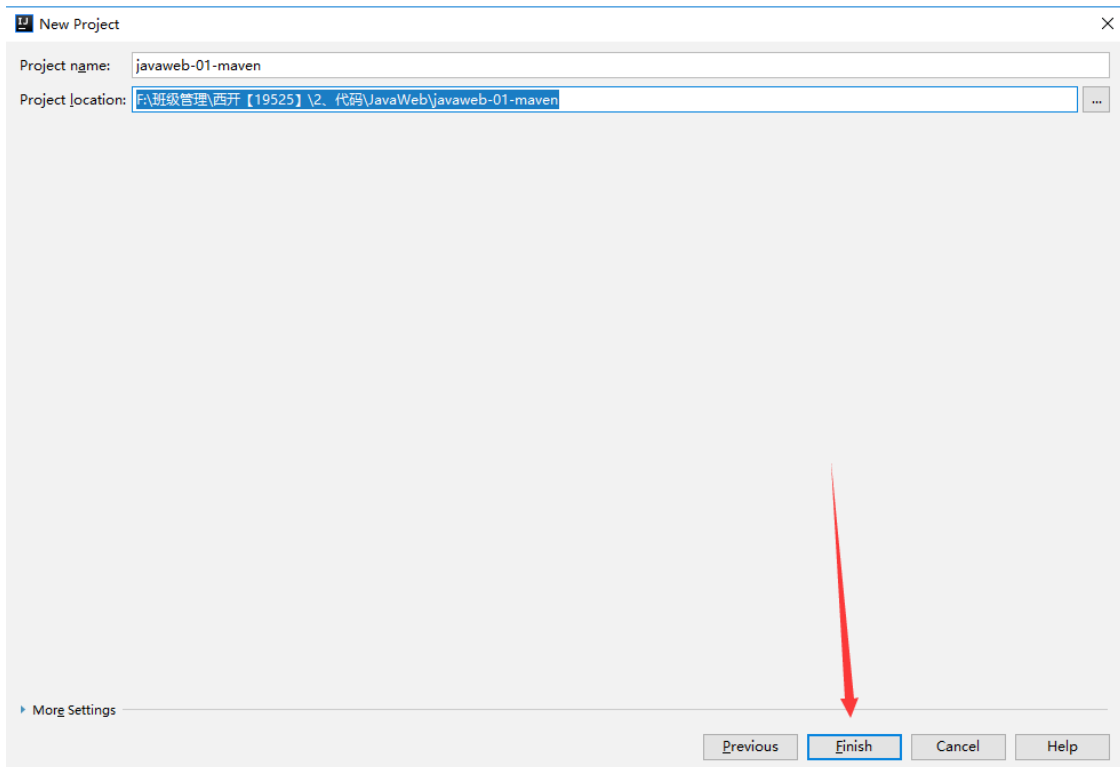 New Project
Project name: javaweb-01-maven
Project location: F:\班级管理\西开【19525】\2、代码\JavaWeb\javaweb-01-maven ...
More Settings
Previous Finish Cancel Help